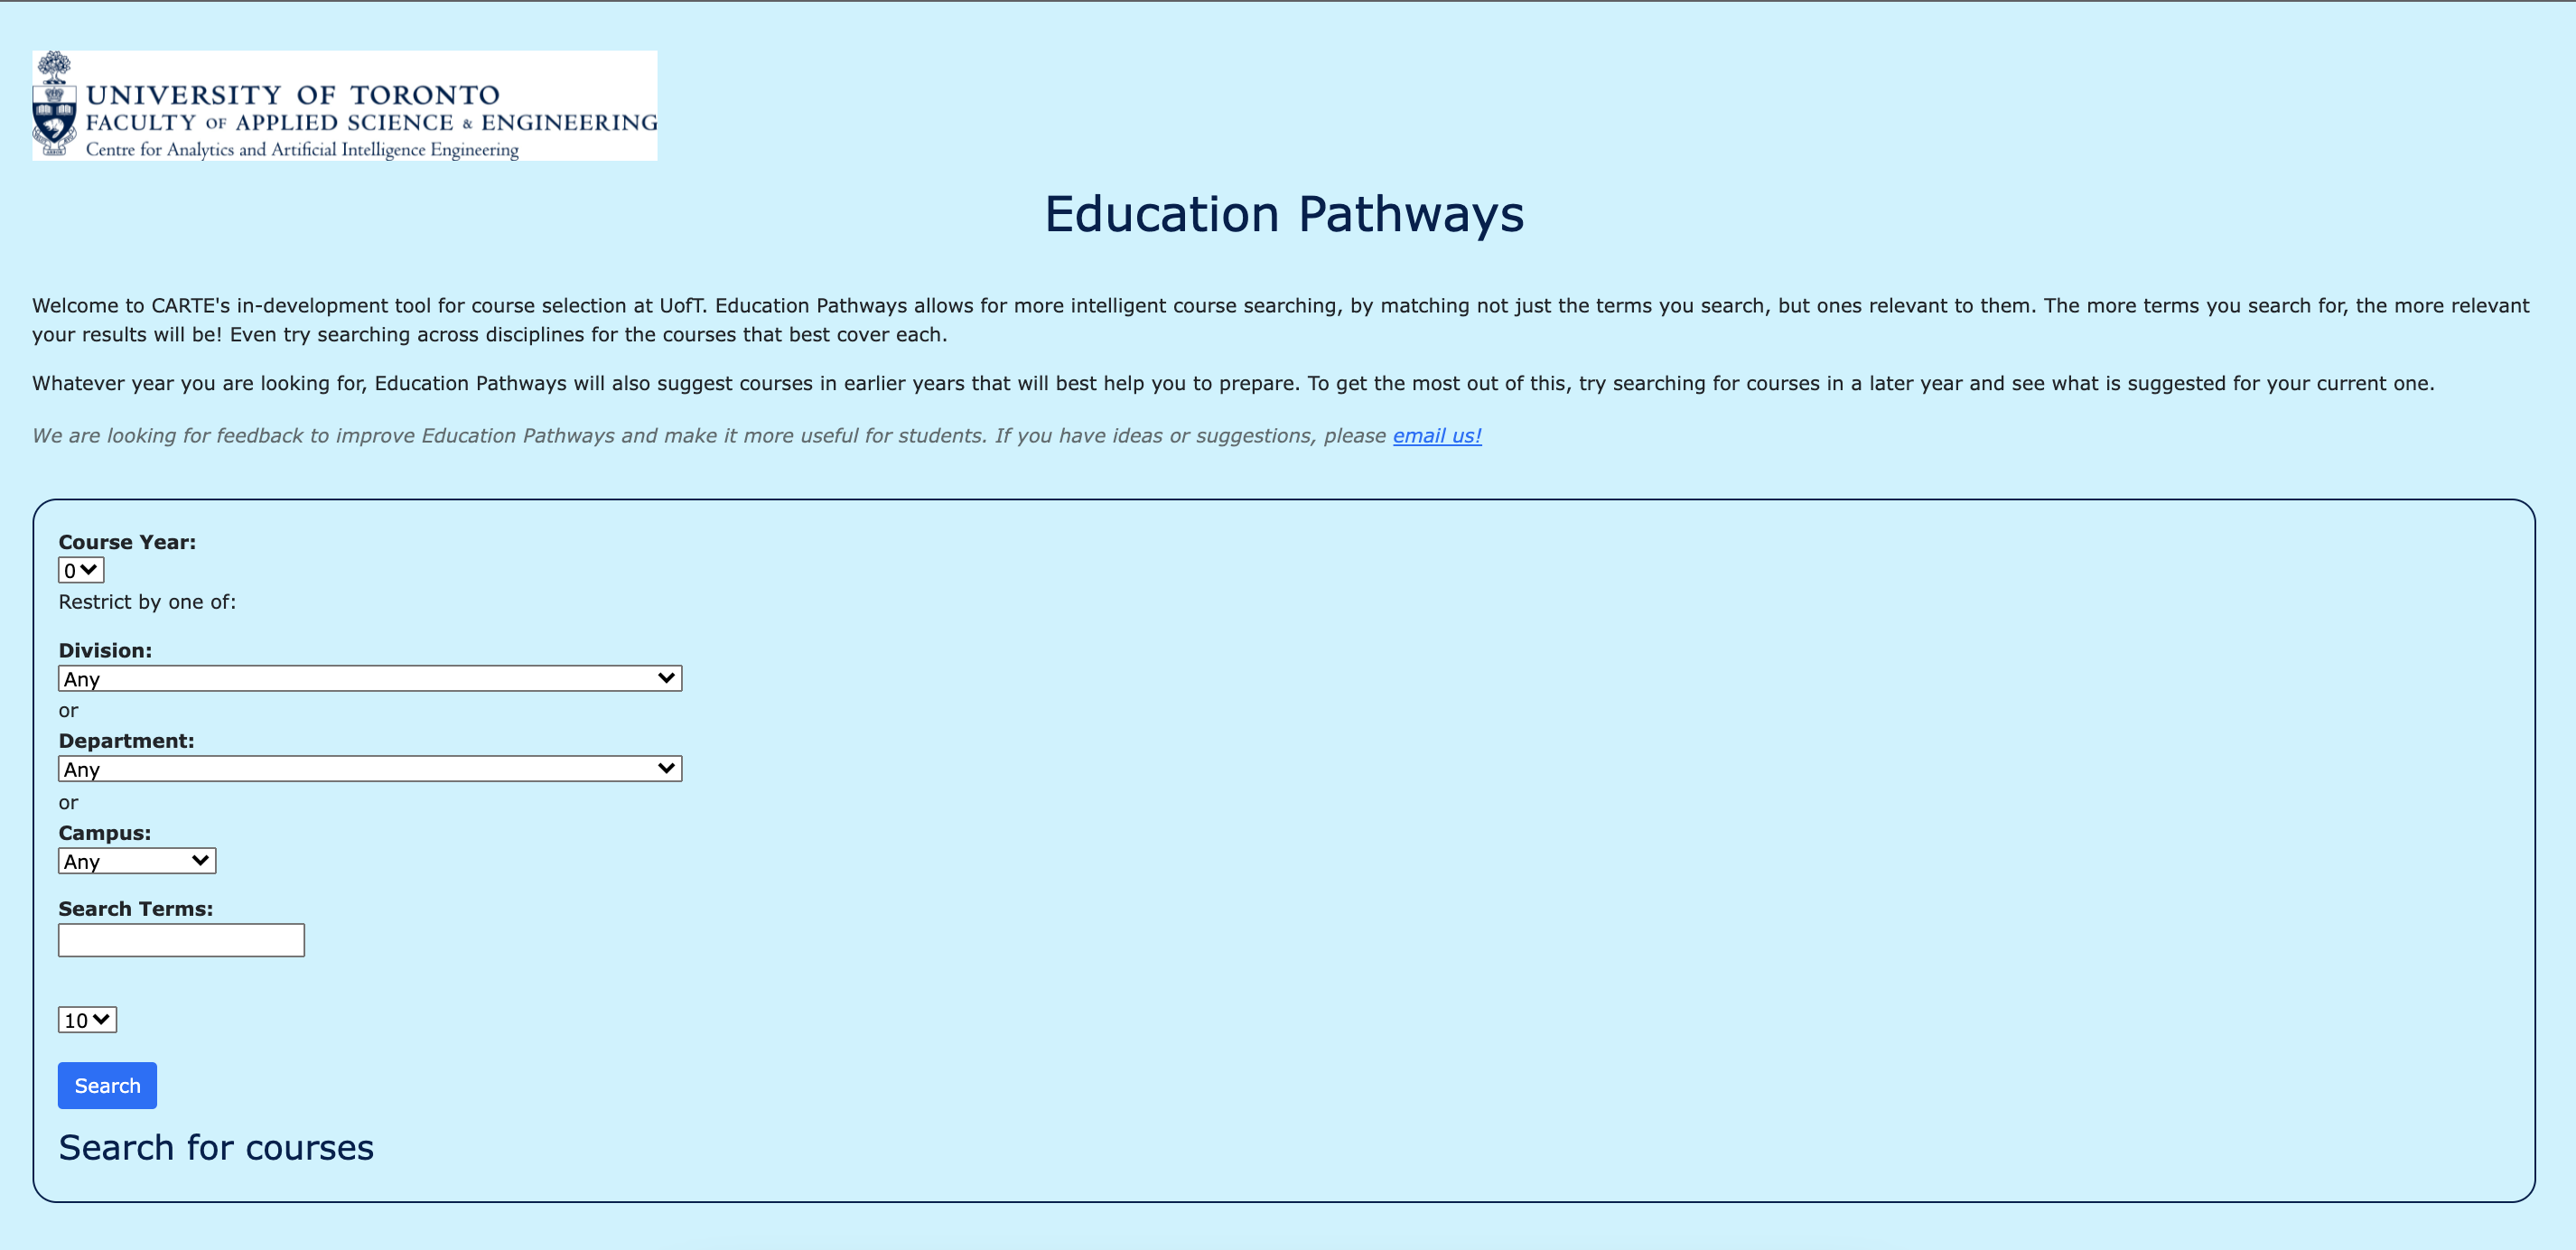 UNIVERSITY OF TORONTO
FACULTY OF APPLIED SCIENCE & ENGINEERING
Centre for Analytics and Artificial Intelligence Engineering
Education Pathways
Welcome to CARTE's in-development tool for course selection at UofT. Education Pathways allows for more intelligent course searching, by matching not just the terms you search, but ones relevant to them. The more terms you search for, the more relevant
your results will be! Even try searching across disciplines for the courses that best cover each.
Whatever year you are looking for, Education Pathways will also suggest courses in earlier years that will best help you to prepare. To get the most out of this, try searching for courses in a later year and see what is suggested for your current one.
We are looking for feedback to improve Education Pathways and make it more useful for students. If you have ideas or suggestions, please email us!
Course Year:
0
Restrict by one of:
Division:
Any
or
Department:
Any
or
Campus:
Any
Search Terms:
10
Search
Search for courses